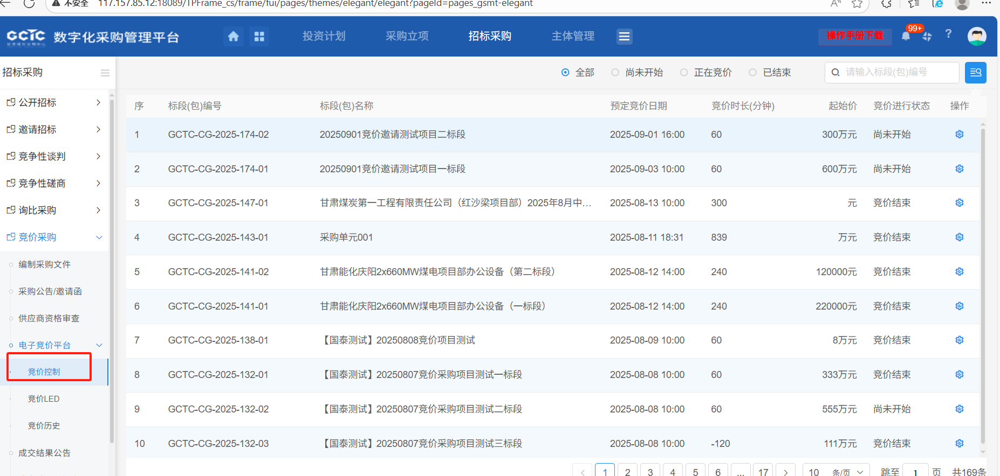 不安全 117.157.85.12:18089/TPFrame_cs/frame/fui/pages/themes/elegant/elegant?pageId=pages_gsmt-elegant
GCTC 数字化采购管理平台 投资计划 采购立项 招标采购 主体管理 操作手册下载 99+ ?
招标采购
全部 尚未开始 正在竞价 已结束 请输入标段(包)编号
公开招标
邀请招标
竞争性谈判
竞争性磋商
询比采购
竞价采购
编制采购文件
采购公告/邀请函
供应商资格审查
电子竞价平台
竞价控制
竞价LED
竞价历史
成交结果公告
序 标段(包)编号 标段(包)名称 预定竞价日期 竞价时长(分钟) 起始价 竞价进行状态 操作
1 GCTC-CG-2025-174-02 20250901竞价邀请测试项目二标段 2025-09-01 16:00 60 300万元 尚未开始
2 GCTC-CG-2025-174-01 20250901竞价邀请测试项目一标段 2025-09-03 10:00 60 600万元 尚未开始
3 GCTC-CG-2025-147-01 甘肃煤炭第一工程有限责任公司（红沙梁项目部）2025年8月中... 2025-08-13 10:00 300 元 竞价结束
4 GCTC-CG-2025-143-01 采购单元001 2025-08-11 18:31 839 万元 竞价结束
5 GCTC-CG-2025-141-02 甘肃能化庆阳2x660MW煤电项目部办公设备（第二标段） 2025-08-12 14:00 240 120000元 竞价结束
6 GCTC-CG-2025-141-01 甘肃能化庆阳2x660MW煤电项目部办公设备（一标段） 2025-08-12 14:00 240 220000元 竞价结束
7 GCTC-CG-2025-138-01 【国泰测试】20250808竞价项目测试 2025-08-09 10:00 60 8万元 竞价结束
8 GCTC-CG-2025-132-01 【国泰测试】20250807竞价采购项目测试一标段 2025-08-08 10:00 60 333万元 竞价结束
9 GCTC-CG-2025-132-02 【国泰测试】20250807竞价采购项目测试二标段 2025-08-08 10:00 60 555万元 尚未开始
10 GCTC-CG-2025-132-03 【国泰测试】20250807竞价采购项目测试三标段 2025-08-08 10:00 -120 111万元 竞价结束
1 2 3 4 5 6 ... 17 10 条/页 跳至 1 页 共169条